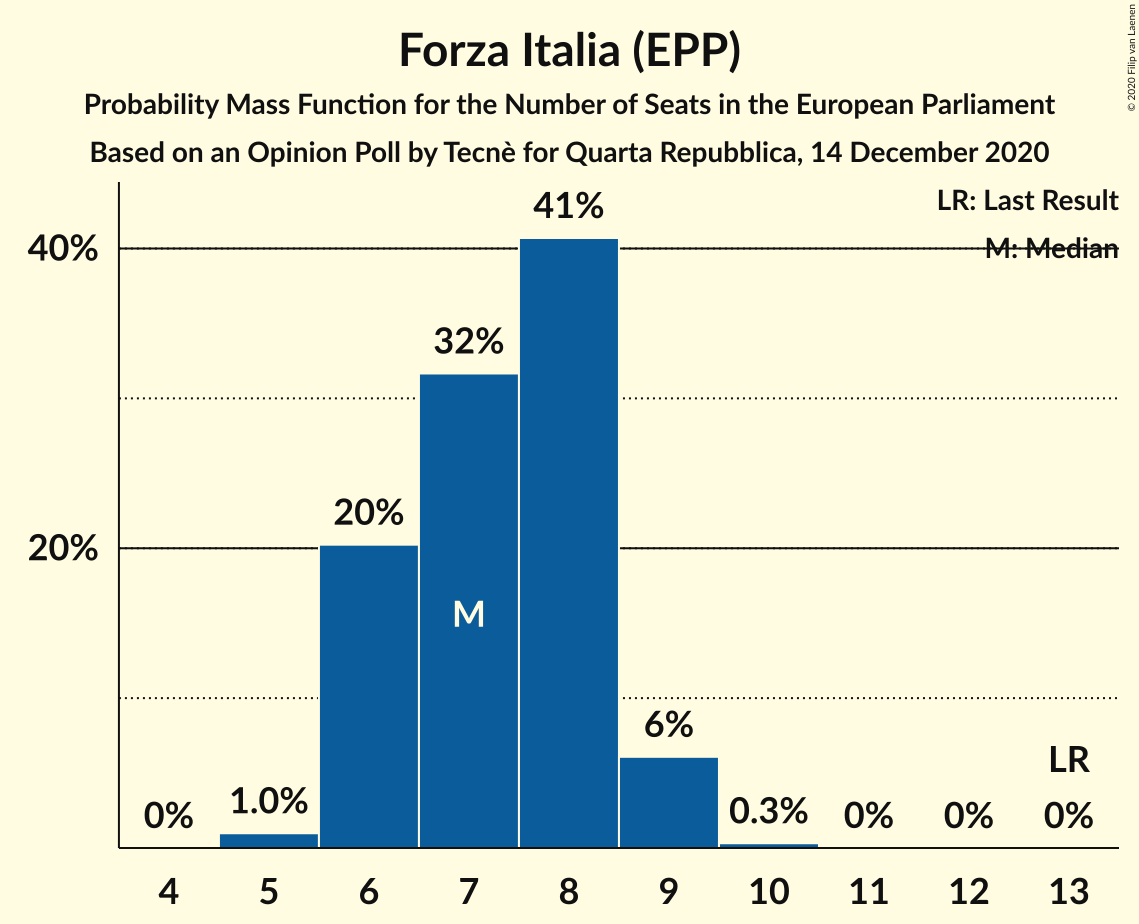 Forza Italia (EPP)
Probability Mass Function for the Number of Seats in the European Parliament
Based on an Opinion Poll by Tecnè for Quarta Repubblica, 14 December 2020
© 2020 Filip van Laenen
LR: Last Result
M: Median
40%
20%
0%
1.0%
20%
32%
41%
6%
0.3%
0%
0%
0%
M
LR
4 5 6 7 8 9 10 11 12 13